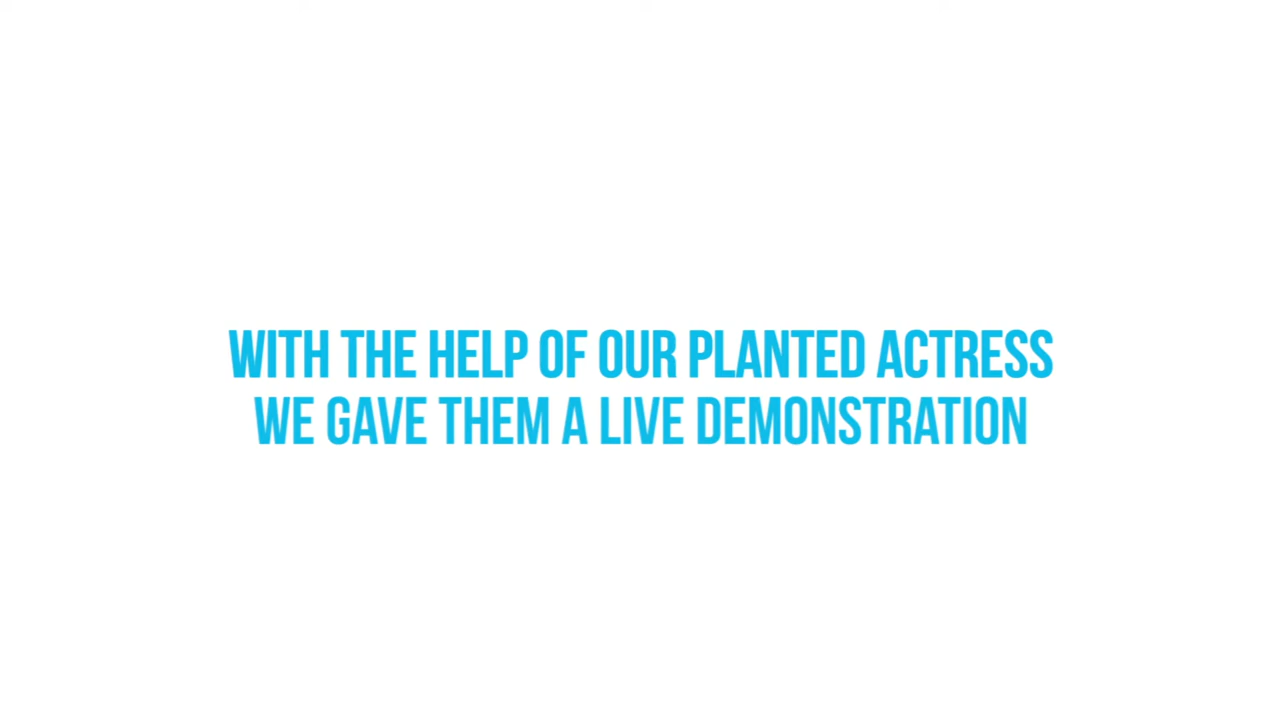 WITH THE HELP OF OUR PLANTED ACTRESS
WE GAVE THEM A LIVE DEMONSTRATION